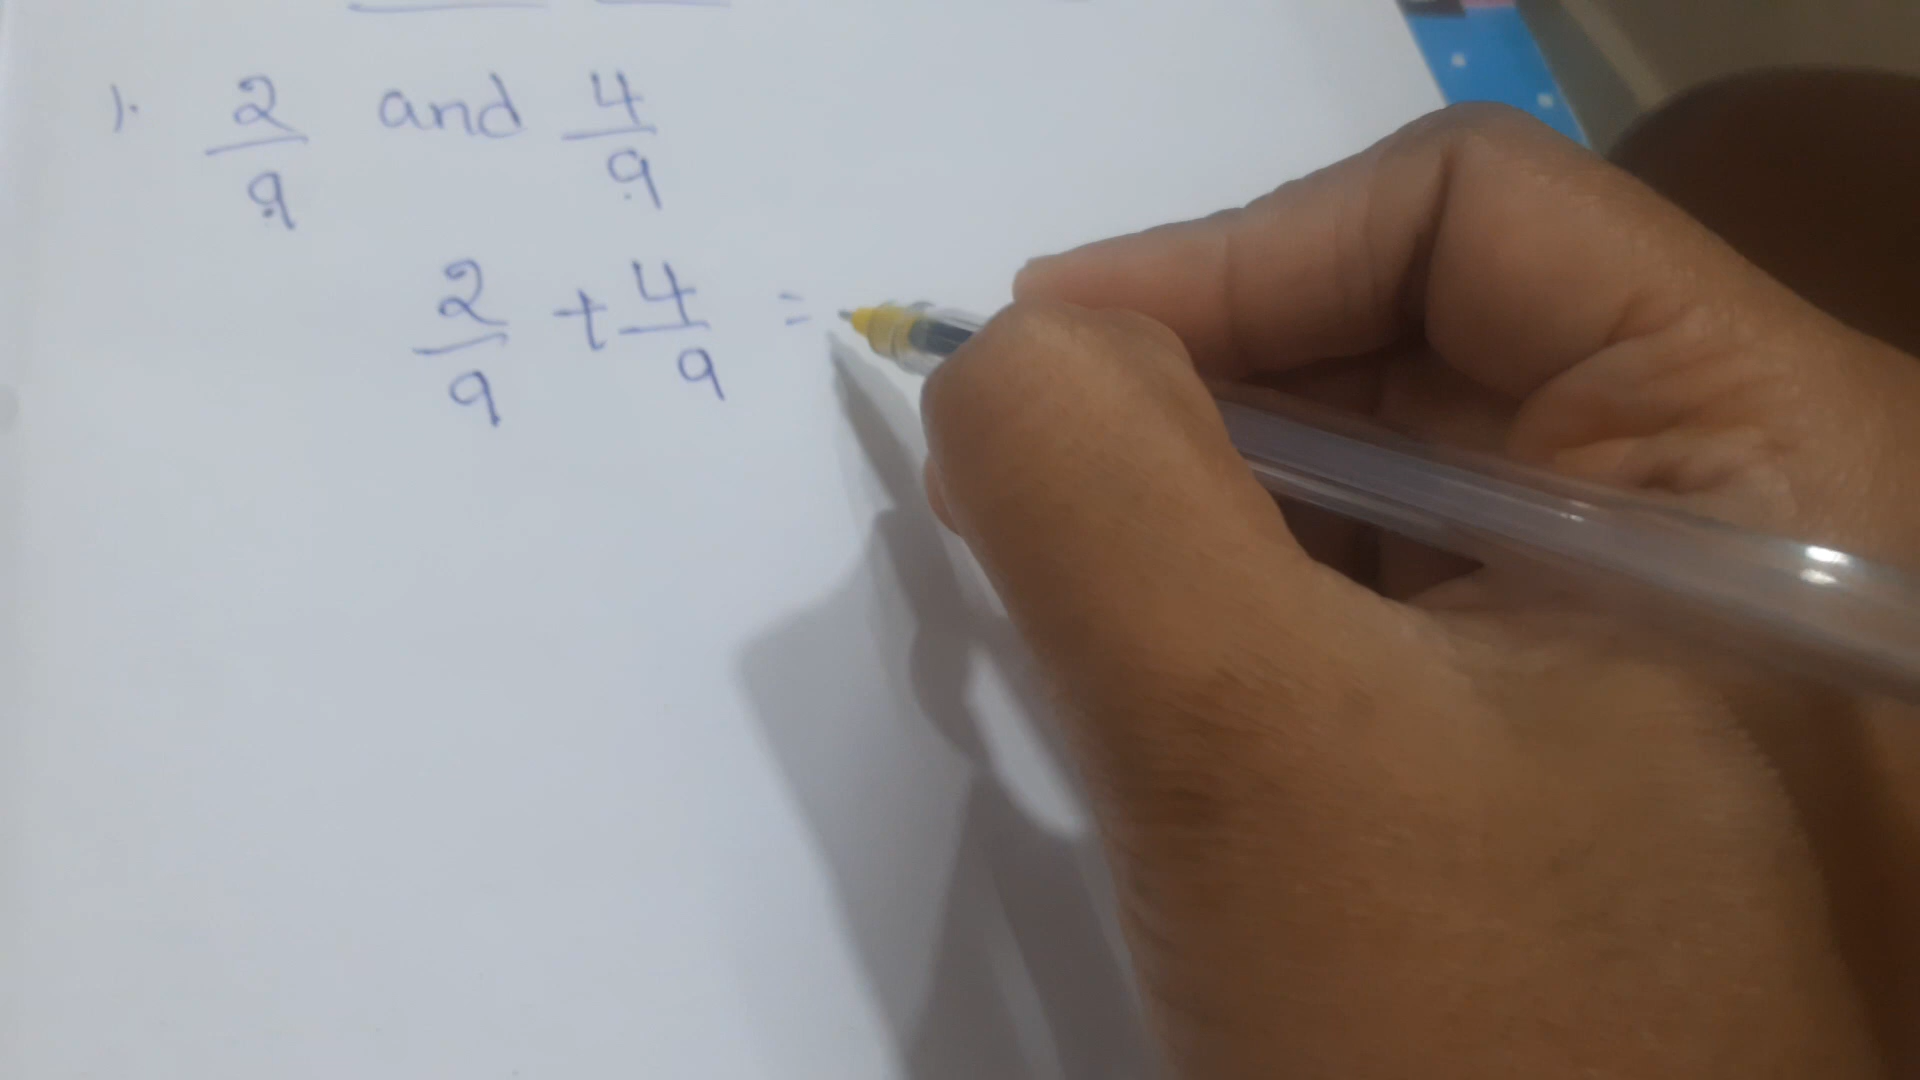 1. 2/9 and 4/9
2/9 + 4/9 =